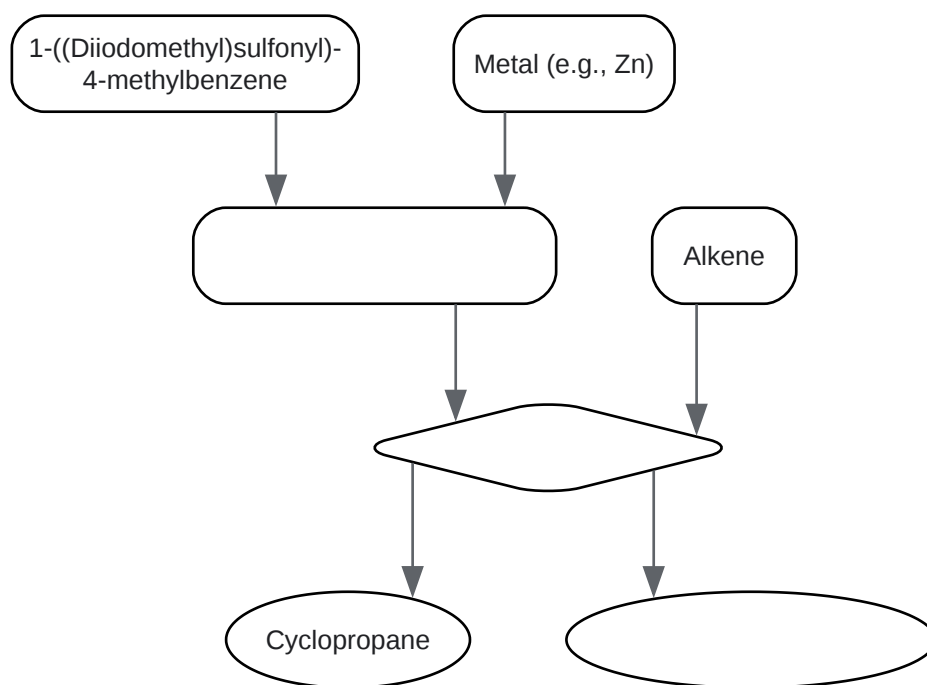 1-((Diiodomethyl)sulfonyl)-
4-methylbenzene
Metal (e.g., Zn)
Alkene
Cyclopropane